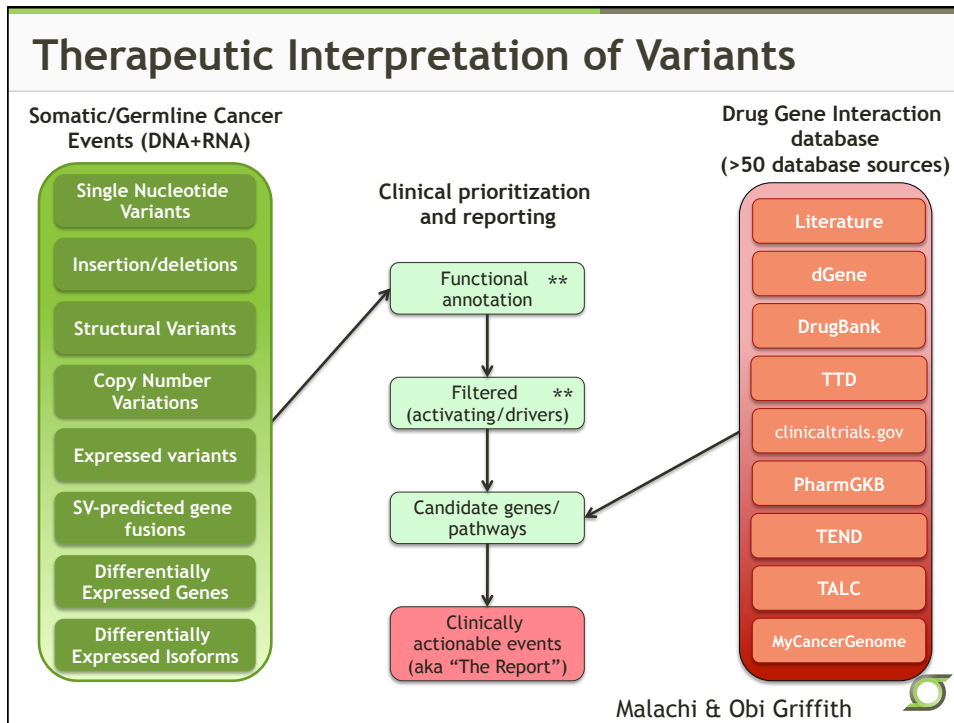 Therapeutic Interpretation of Variants
Somatic/Germline Cancer
Events (DNA+RNA)
Single Nucleotide
Variants
Insertion/deletions
Structural Variants
Copy Number
Variations
Expressed variants
SV-predicted gene
fusions
Differentially
Expressed Genes
Differentially
Expressed Isoforms
Clinical prioritization
and reporting
Functional **
annotation
Filtered **
(activating/drivers)
Candidate genes/
pathways
Clinically
actionable events
(aka “The Report”)
Drug Gene Interaction
database
(>50 database sources)
Literature
dGene
DrugBank
TTD
clinicaltrials.gov
PharmGKB
TEND
TALC
MyCancerGenome
Malachi & Obi Griffith